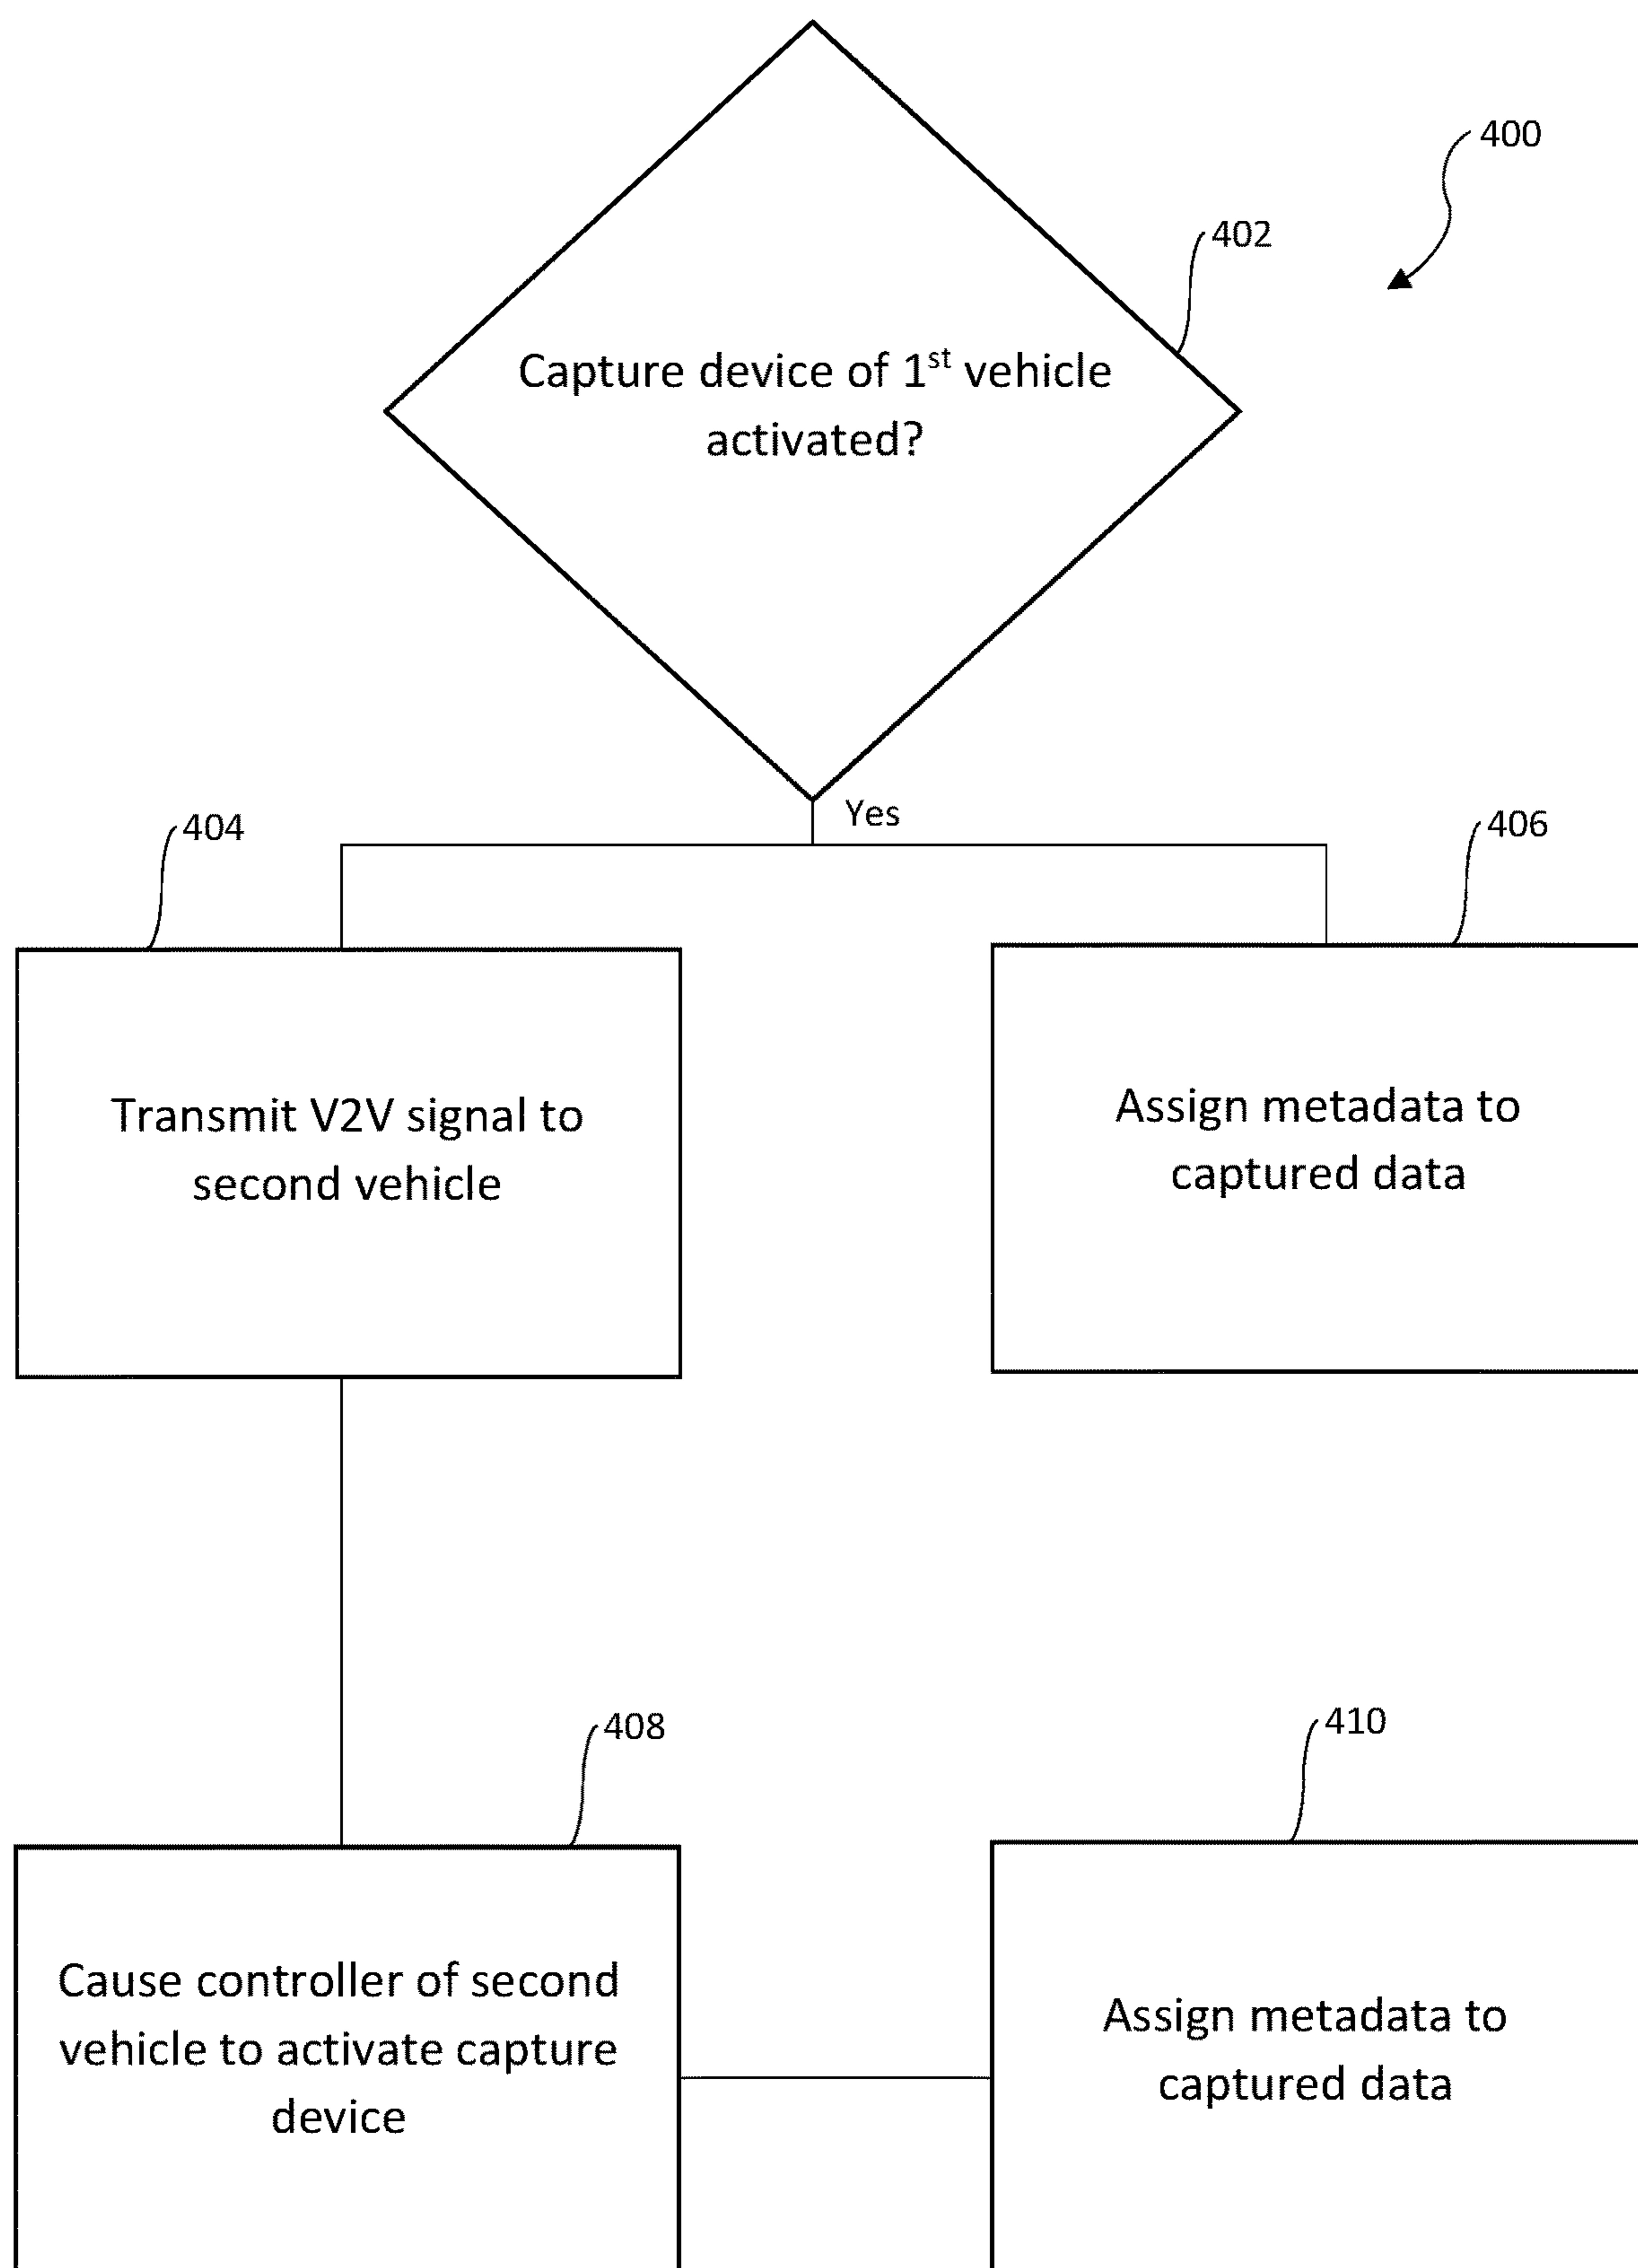 400
402
Capture device of 1st vehicle
activated?
Yes
404
406
Transmit V2V signal to
second vehicle
Assign metadata to
captured data
408
410
Cause controller of second
vehicle to activate capture
device
Assign metadata to
captured data